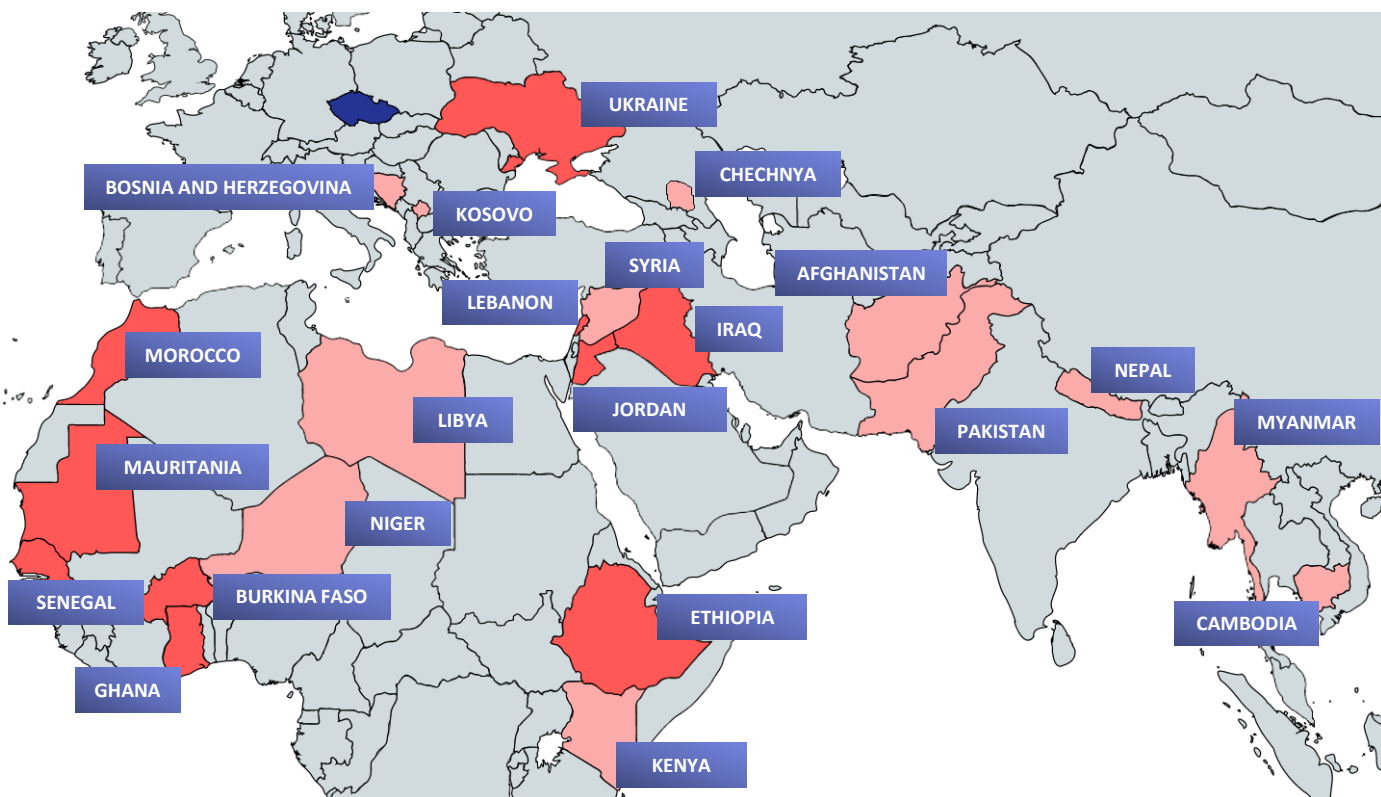 UKRAINE
BOSNIA AND HERZEGOVINA
CHECHNYA
KOSOVO
SYRIA
AFGHANISTAN
LEBANON
IRAQ
MOROCCO
NEPAL
JORDAN
LIBYA
PAKISTAN
MYANMAR
MAURITANIA
NIGER
SENEGAL
BURKINA FASO
ETHIOPIA
CAMBODIA
GHANA
KENYA